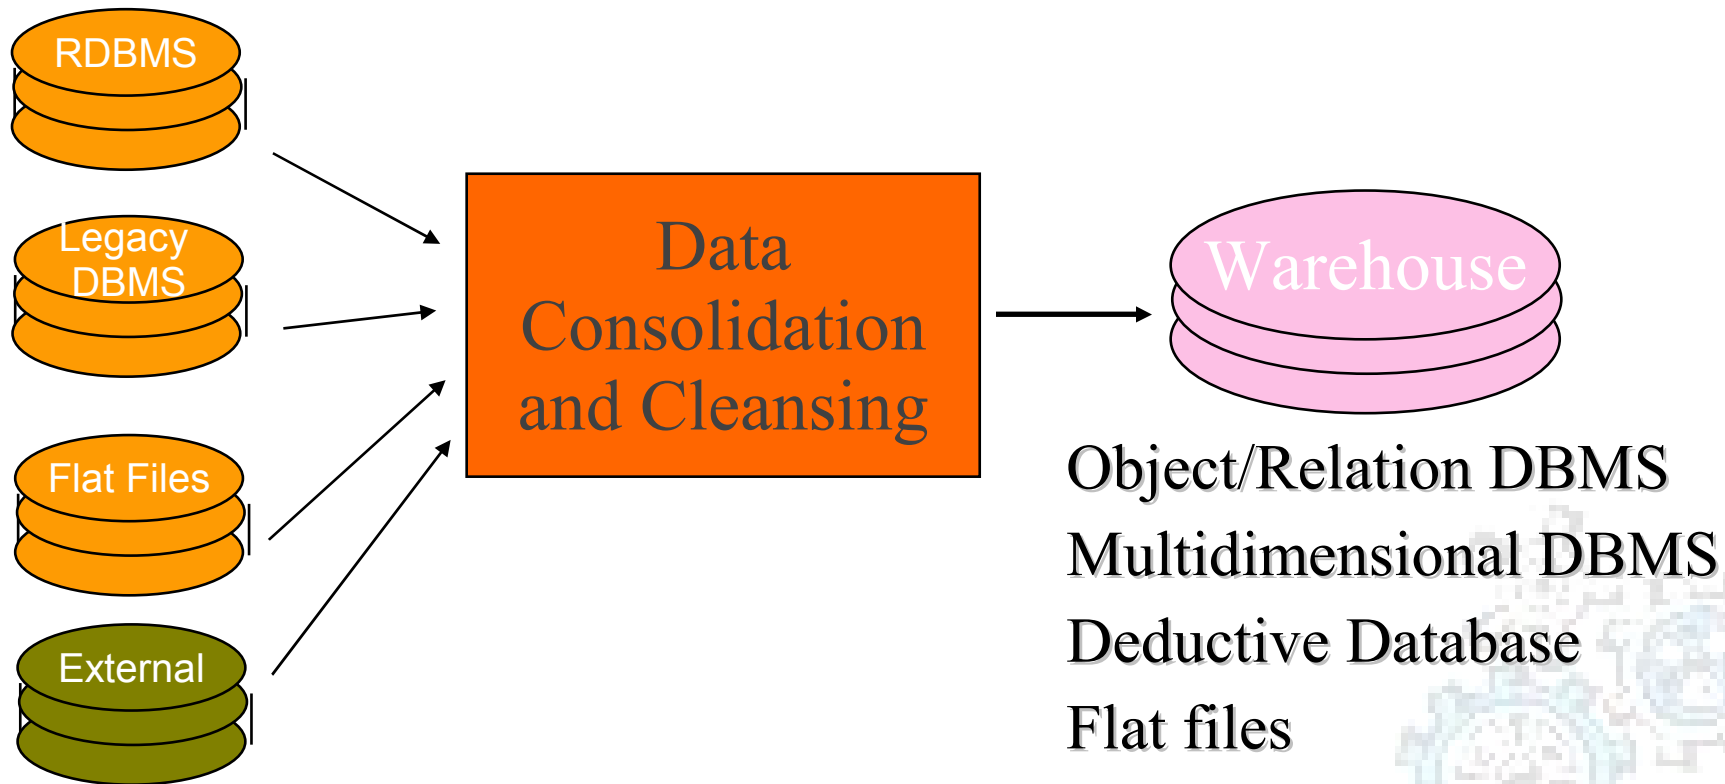 RDBMS
Legacy
DBMS
Flat Files
External
Data
Consolidation
and Cleansing
Warehouse
Object/Relation DBMS
Multidimensional DBMS
Deductive Database
Flat files